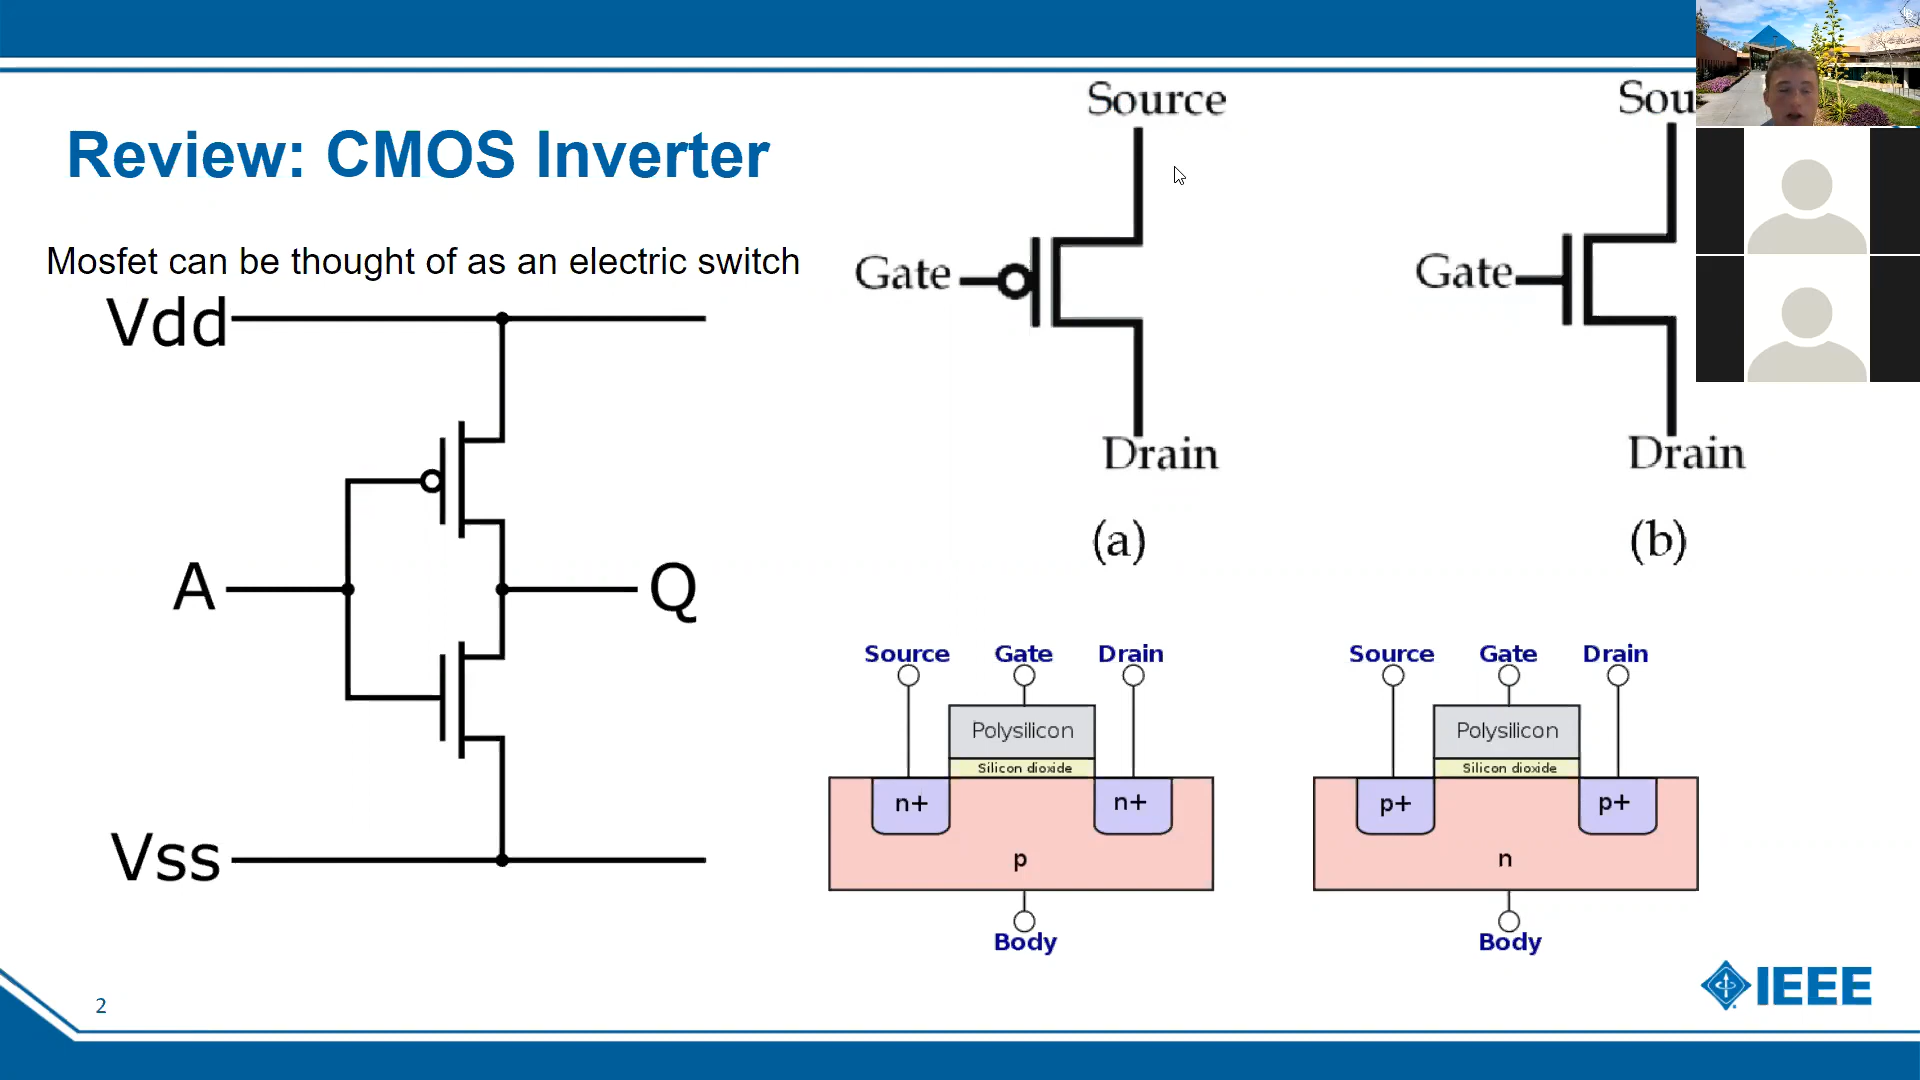 Review: CMOS Inverter
Mosfet can be thought of as an electric switch
Vdd
A
Q
Vss
Source
Gate
Drain
(a)
Sou
Gate
Drain
(b)
Source Gate Drain
Polysilicon
Silicon dioxide
n+ n+
p
Body
Source Gate Drain
Polysilicon
Silicon dioxide
p+ p+
n
Body
2
IEEE